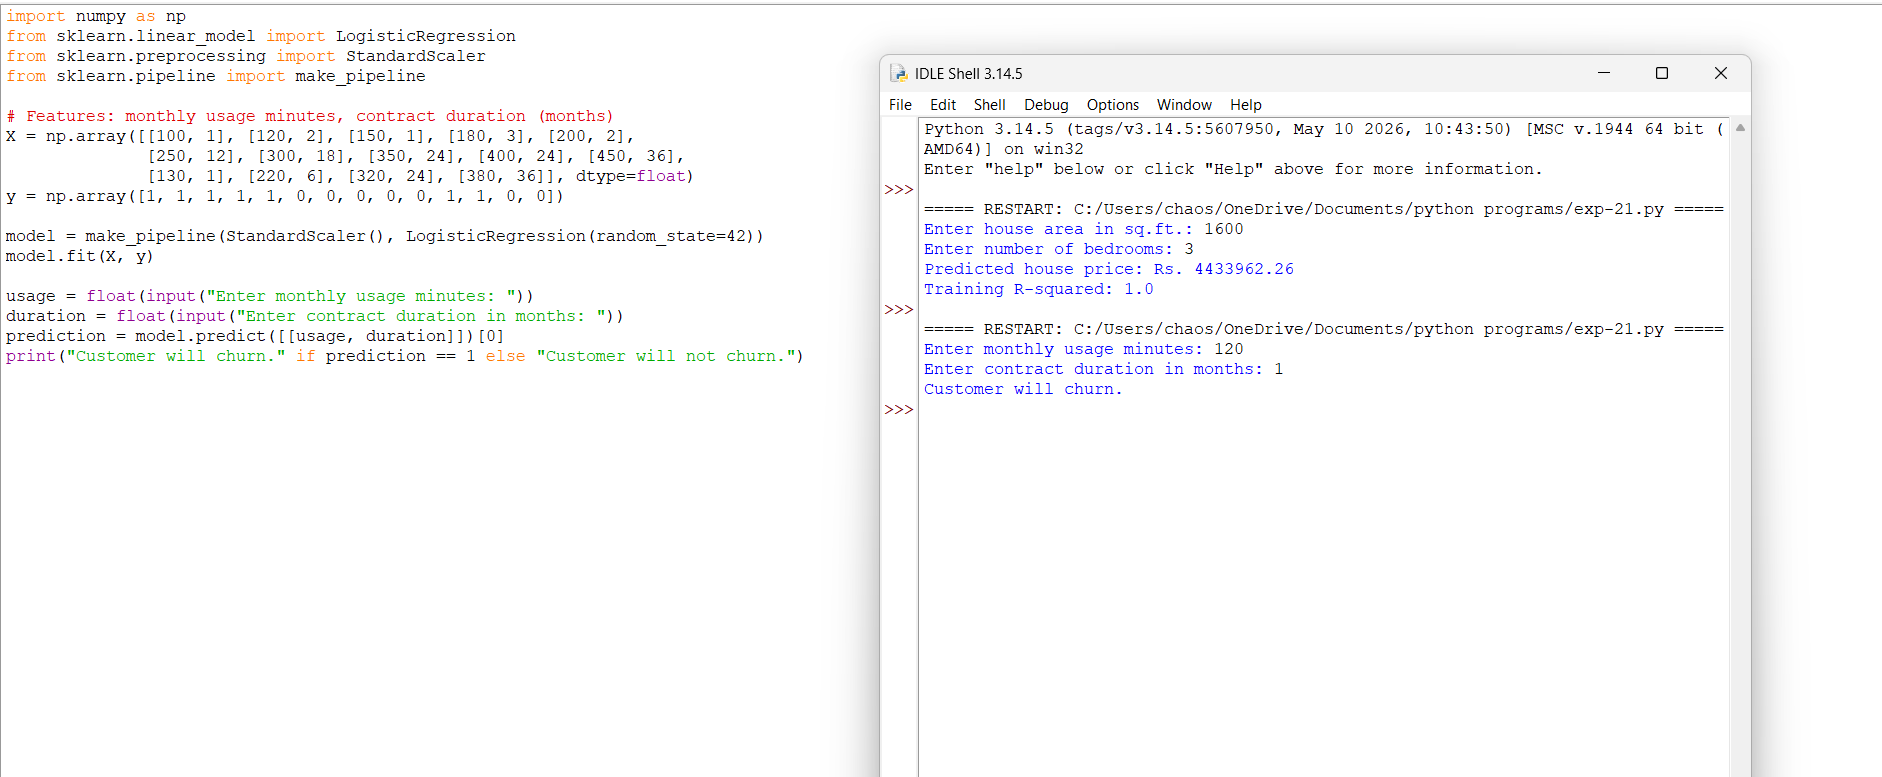 import numpy as np
from sklearn.linear_model import LogisticRegression
from sklearn.preprocessing import StandardScaler
from sklearn.pipeline import make_pipeline

# Features: monthly usage minutes, contract duration (months)
X = np.array([[100, 1], [120, 2], [150, 1], [180, 3], [200, 2],
              [250, 12], [300, 18], [350, 24], [400, 24], [450, 36],
              [130, 1], [220, 6], [320, 24], [380, 36]], dtype=float)
y = np.array([1, 1, 1, 1, 1, 0, 0, 0, 0, 0, 1, 1, 0, 0])

model = make_pipeline(StandardScaler(), LogisticRegression(random_state=42))
model.fit(X, y)

usage = float(input("Enter monthly usage minutes: "))
duration = float(input("Enter contract duration in months: "))
prediction = model.predict([[usage, duration]])[0]
print("Customer will churn." if prediction == 1 else "Customer will not churn.")
IDLE Shell 3.14.5
File Edit Shell Debug Options Window Help
Python 3.14.5 (tags/v3.14.5:5607950, May 10 2026, 10:43:50) [MSC v.1944 64 bit (
AMD64)] on win32
Enter "help" below or click "Help" above for more information.
>>>
===== RESTART: C:/Users/chaos/OneDrive/Documents/python programs/exp-21.py =====
Enter house area in sq.ft.: 1600
Enter number of bedrooms: 3
Predicted house price: Rs. 4433962.26
Training R-squared: 1.0
>>>
===== RESTART: C:/Users/chaos/OneDrive/Documents/python programs/exp-21.py =====
Enter monthly usage minutes: 120
Enter contract duration in months: 1
Customer will churn.
>>>